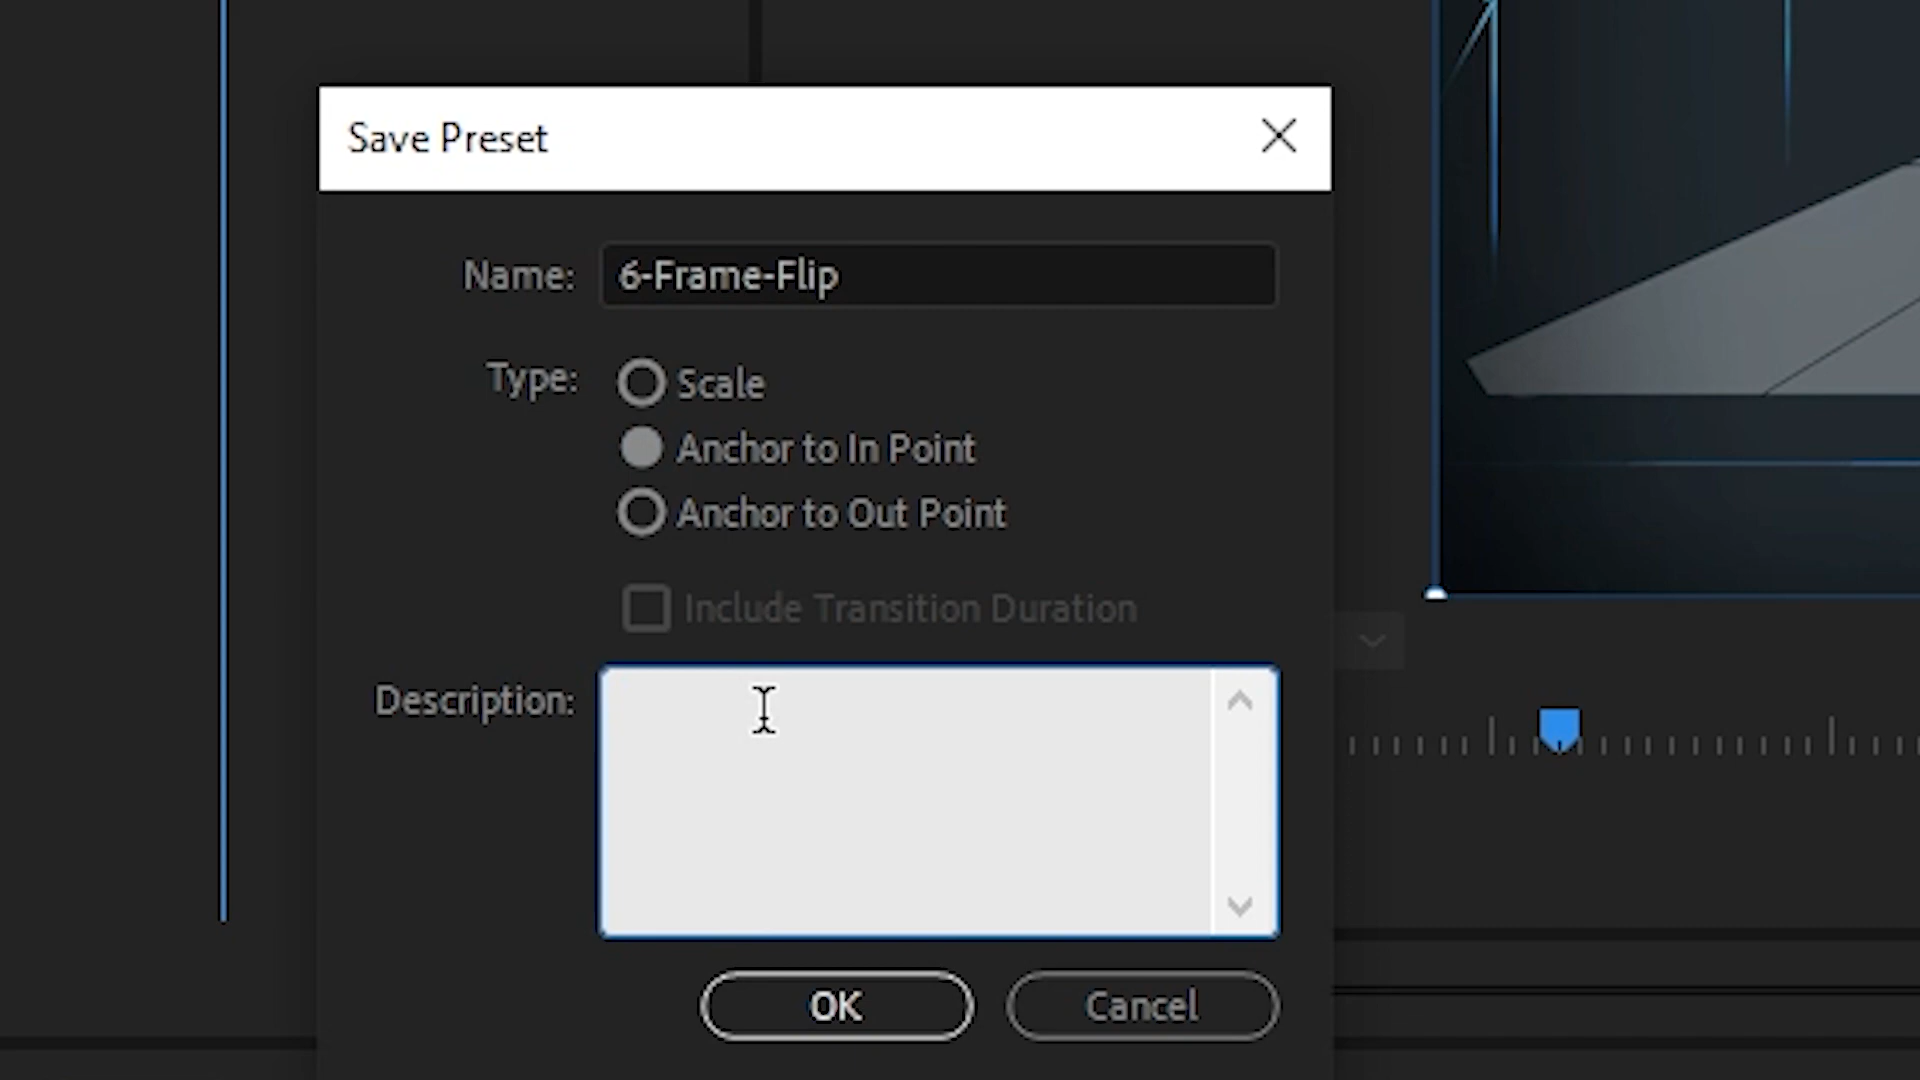 Save Preset
Name: 6-Frame-Flip
Type: Scale
Anchor to In Point
Anchor to Out Point
Include Transition Duration
Description:
OK Cancel